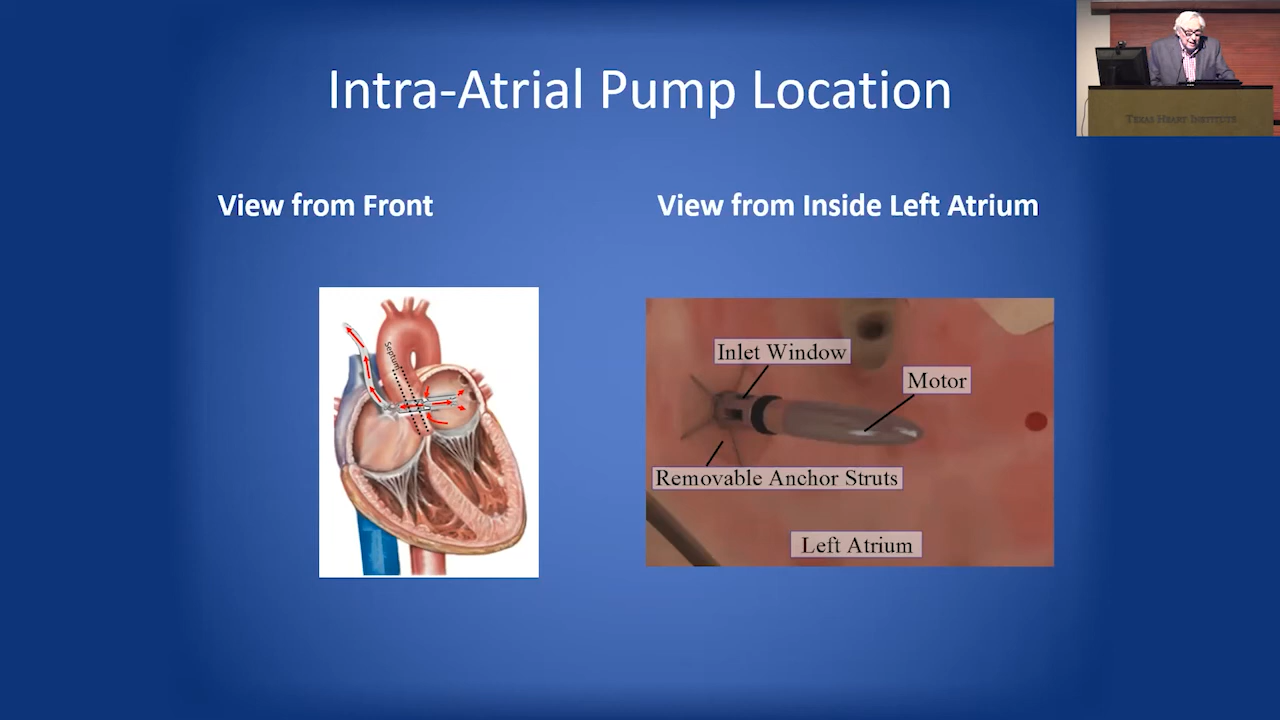 Intra-Atrial Pump Location
TEXAS HEART INSTITUTE
View from Front
View from Inside Left Atrium
Septum
Inlet Window
Motor
Removable Anchor Struts
Left Atrium